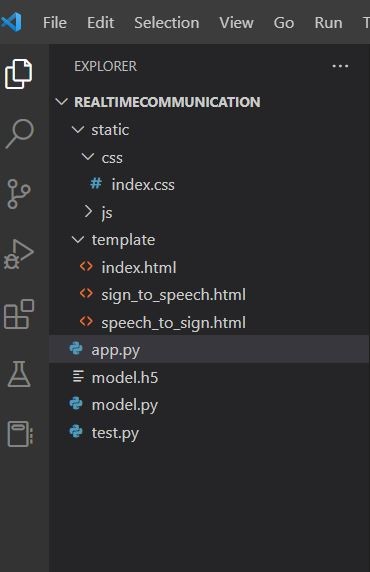 File Edit Selection View Go Run
EXPLORER
REALTIMECOMMUNICATION
static
css
# index.css
js
template
<> index.html
<> sign_to_speech.html
<> speech_to_sign.html
app.py
model.h5
model.py
test.py